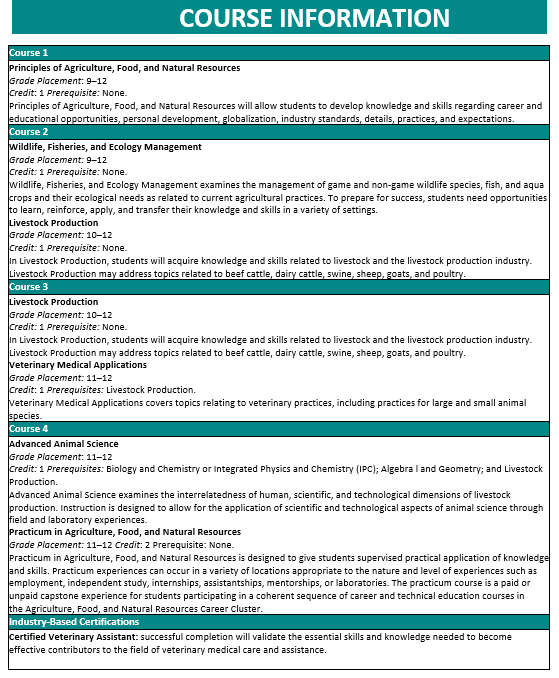 COURSE INFORMATION
Course 1
Principles of Agriculture, Food, and Natural Resources
Grade Placement: 9–12
Credit: 1 Prerequisite: None.
Principles of Agriculture, Food, and Natural Resources will allow students to develop knowledge and skills regarding career and
educational opportunities, personal development, globalization, industry standards, details, practices, and expectations.
Course 2
Wildlife, Fisheries, and Ecology Management
Grade Placement: 9–12
Credit: 1 Prerequisite: None.
Wildlife, Fisheries, and Ecology Management examines the management of game and non-game wildlife species, fish, and aqua
crops and their ecological needs as related to current agricultural practices. To prepare for success, students need opportunities
to learn, reinforce, apply, and transfer their knowledge and skills in a variety of settings.
Livestock Production
Grade Placement: 10–12
Credit: 1 Prerequisite: None.
In Livestock Production, students will acquire knowledge and skills related to livestock and the livestock production industry.
Livestock Production may address topics related to beef cattle, dairy cattle, swine, sheep, goats, and poultry.
Course 3
Livestock Production
Grade Placement: 10–12
Credit: 1 Prerequisite: None.
In Livestock Production, students will acquire knowledge and skills related to livestock and the livestock production industry.
Livestock Production may address topics related to beef cattle, dairy cattle, swine, sheep, goats, and poultry.
Veterinary Medical Applications
Grade Placement: 11–12
Credit: 1 Prerequisites: Livestock Production.
Veterinary Medical Applications covers topics relating to veterinary practices, including practices for large and small animal
species.
Course 4
Advanced Animal Science
Grade Placement: 11–12
Credit: 1 Prerequisites: Biology and Chemistry or Integrated Physics and Chemistry (IPC); Algebra I and Geometry; and Livestock
Production.
Advanced Animal Science examines the interrelatedness of human, scientific, and technological dimensions of livestock
production. Instruction is designed to allow for the application of scientific and technological aspects of animal science through
field and laboratory experiences.
Practicum in Agriculture, Food, and Natural Resources
Grade Placement: 11–12 Credit: 2 Prerequisite: None.
Practicum in Agriculture, Food, and Natural Resources is designed to give students supervised practical application of knowledge
and skills. Practicum experiences can occur in a variety of locations appropriate to the nature and level of experiences such as
employment, independent study, internships, assistantships, mentorships, or laboratories. The practicum course is a paid or
unpaid capstone experience for students participating in a coherent sequence of career and technical education courses in
the Agriculture, Food, and Natural Resources Career Cluster.
Industry-Based Certifications
Certified Veterinary Assistant: successful completion will validate the essential skills and knowledge needed to become
effective contributors to the field of veterinary medical care and assistance.